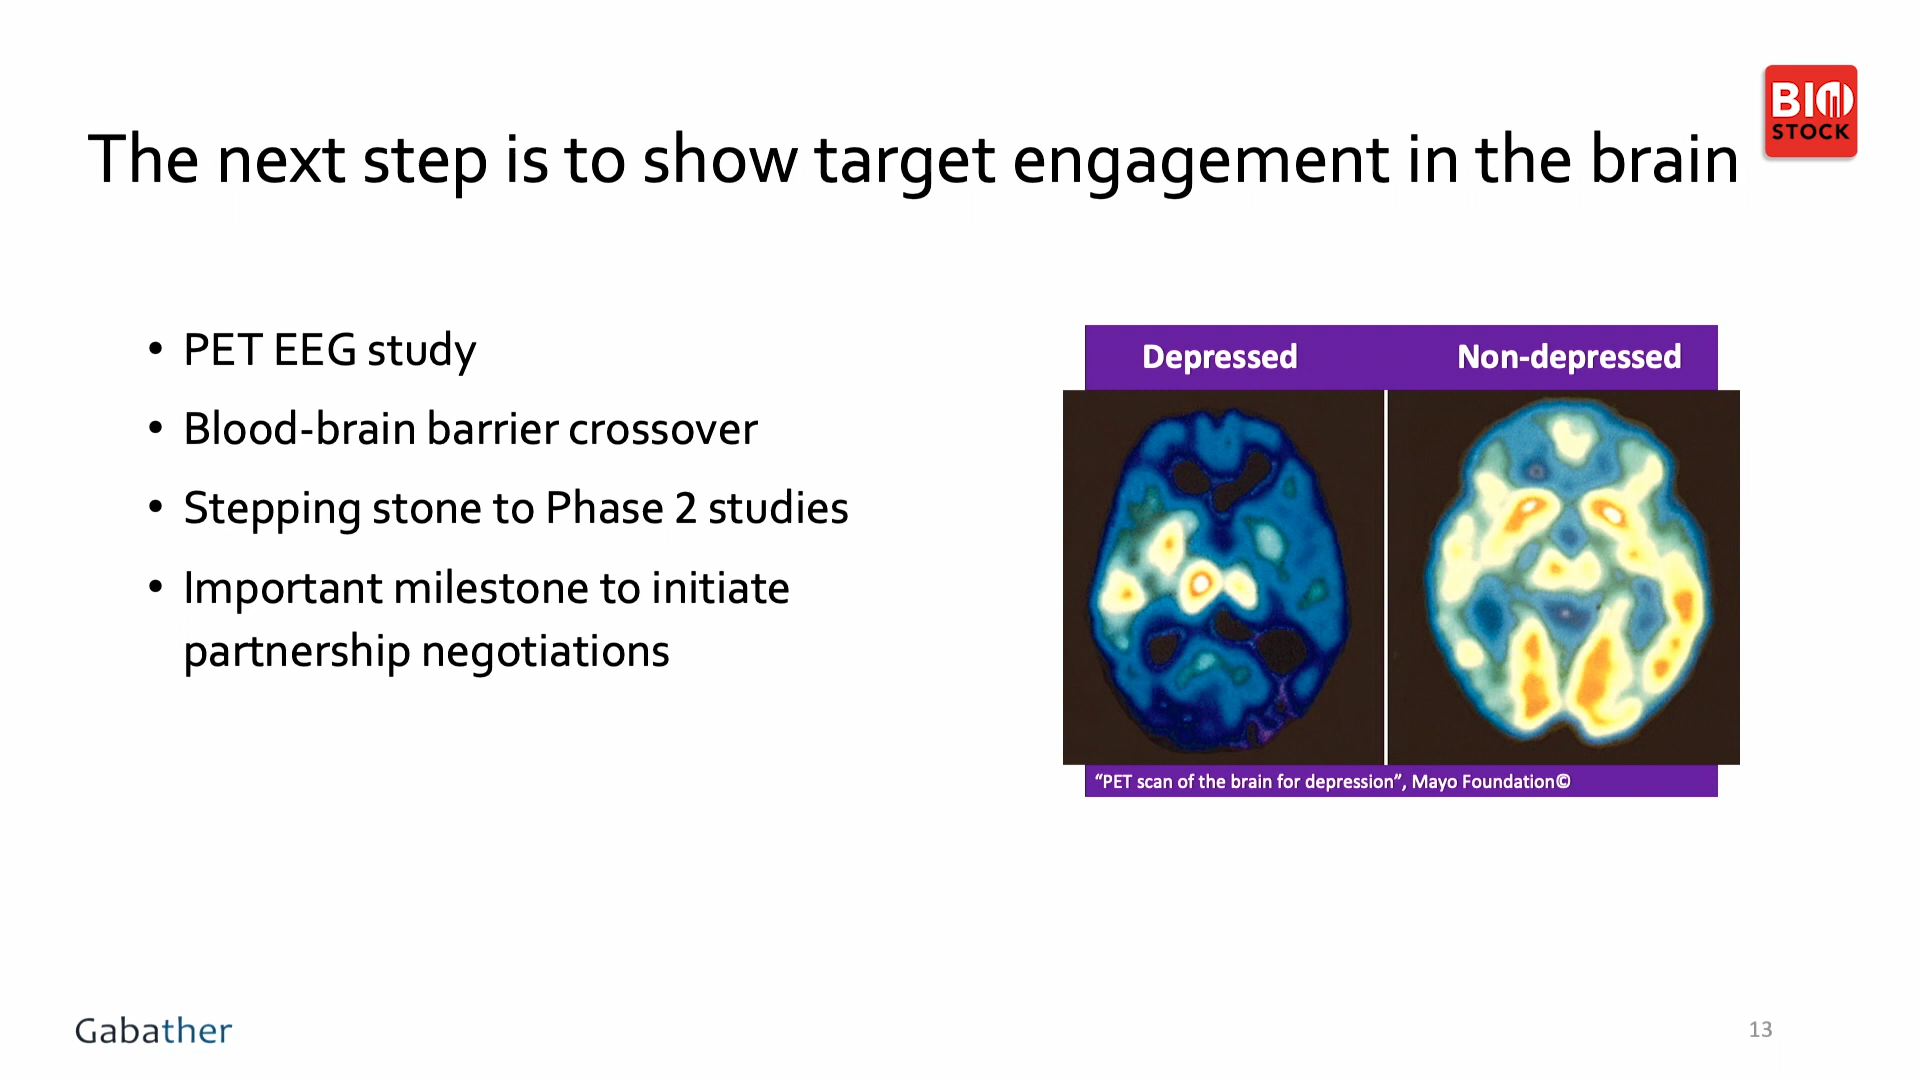 BIO
STOCK
The next step is to show target engagement in the brain
• PET EEG study
• Blood-brain barrier crossover
• Stepping stone to Phase 2 studies
• Important milestone to initiate
partnership negotiations
Depressed
Non-depressed
“PET scan of the brain for depression”, Mayo Foundation©
Gabather
13